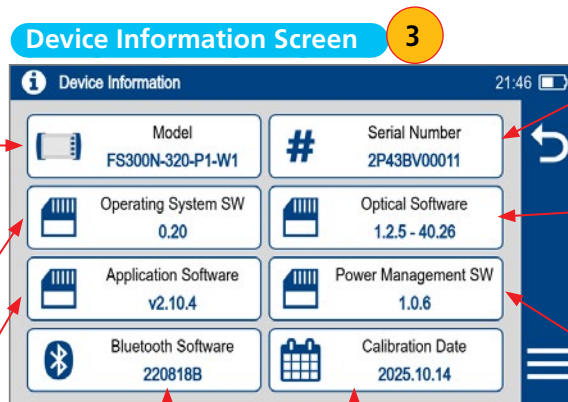 Device Information Screen 3
Device Information 21:46
Model
FS300N-320-P1-W1
# Serial Number
2P43BV00011
Operating System SW
0.20
Optical Software
1.2.5 - 40.26
Application Software
v2.10.4
Power Management SW
1.0.6
Bluetooth Software
220818B
Calibration Date
2025.10.14